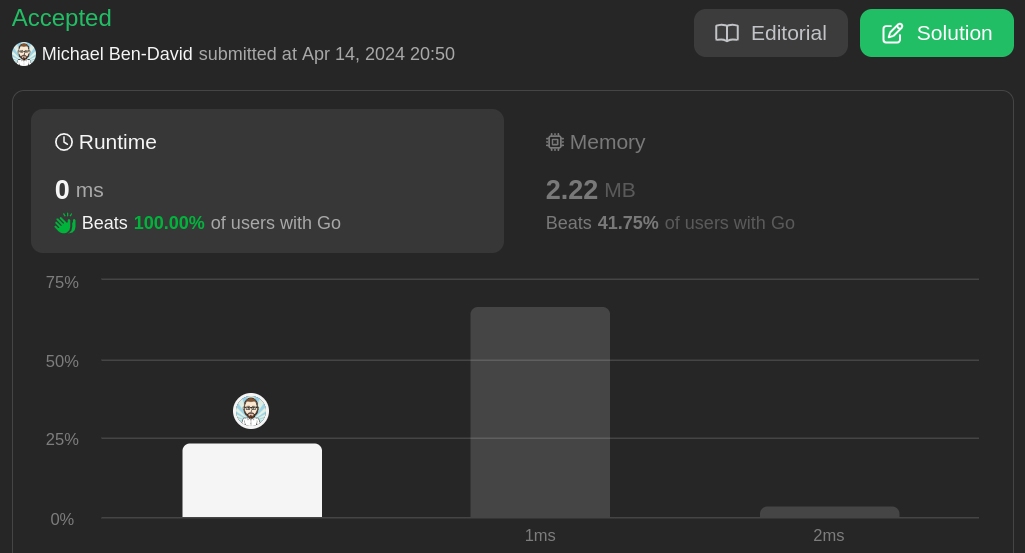 Accepted
Michael Ben-David submitted at Apr 14, 2024 20:50
Editorial
Solution
Runtime
0 ms
Beats 100.00% of users with Go
Memory
2.22 MB
Beats 41.75% of users with Go
75%
50%
25%
0%
1ms
2ms